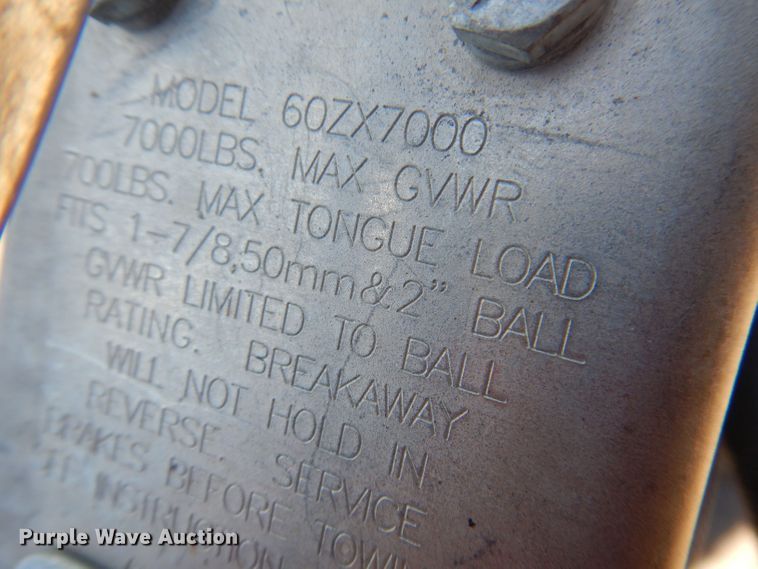 MODEL 60ZX7000
7000LBS. MAX GVWR
700LBS. MAX TONGUE LOAD
FITS 1-7/8,50mm&2" BALL
GVWR LIMITED TO BALL
RATING. BREAKAWAY
WILL NOT HOLD IN
REVERSE. SERVICE
BRAKES BEFORE
INSTRUCTION
Purple Wave Auction